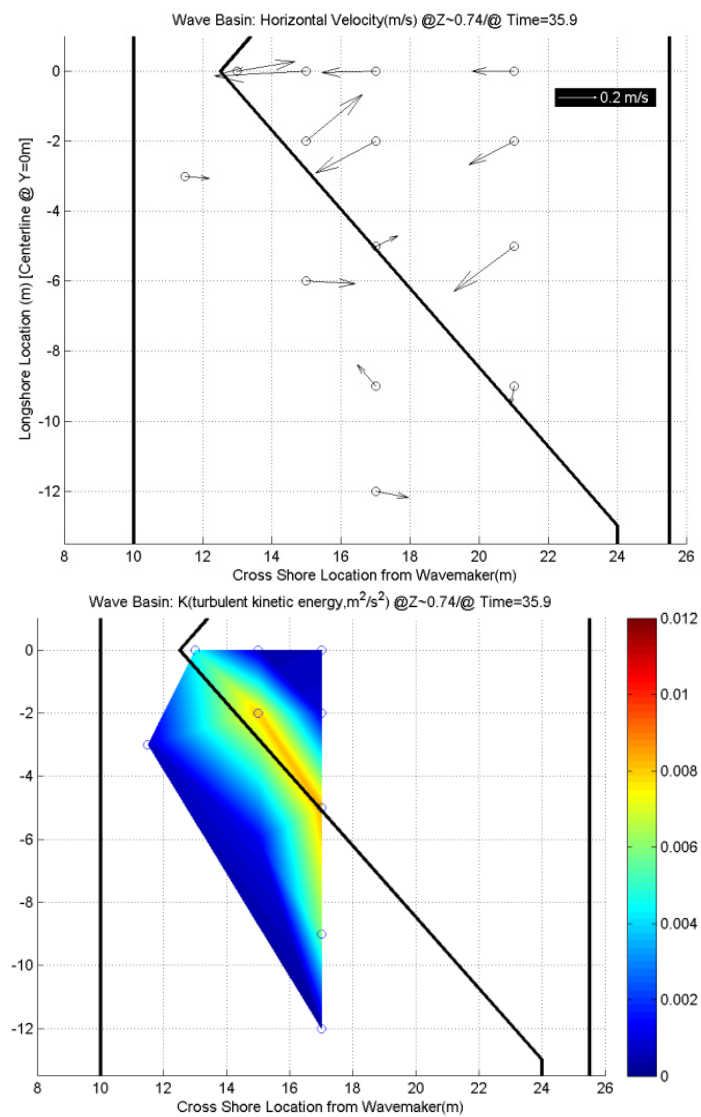 Wave Basin: Horizontal Velocity(m/s) @Z~0.74/@ Time=35.9
0
0.2 m/s
-2
-4
-6
-8
-10
-12
Longshore Location (m) [Centerline @ Y=0m]
8 10 12 14 16 18 20 22 24 26
Cross Shore Location from Wavemaker(m)
Wave Basin: K(turbulent kinetic energy,m²/s²) @Z~0.74/@ Time=35.9
0
-2
-4
-6
-8
-10
-12
8 10 12 14 16 18 20 22 24 26
Cross Shore Location from Wavemaker(m)
0.012
0.01
0.008
0.006
0.004
0.002
0